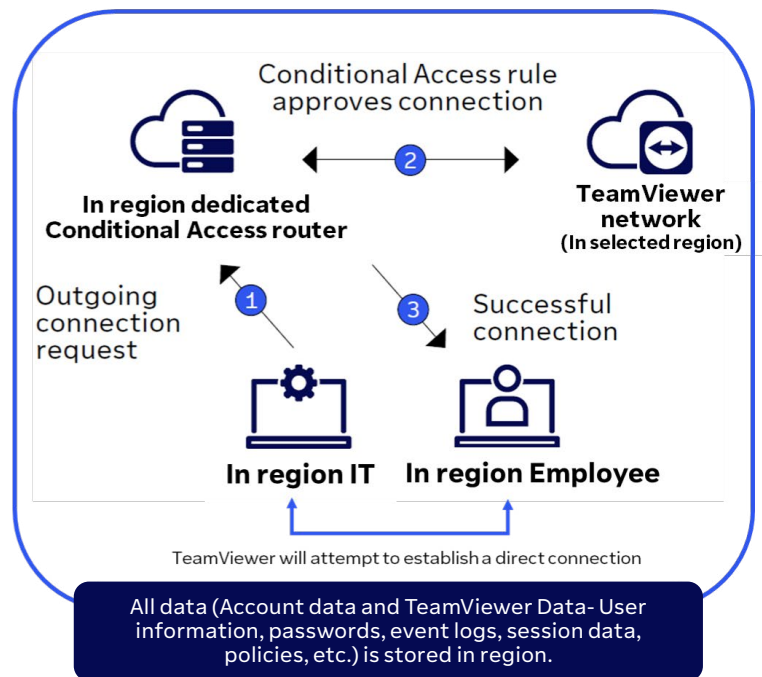 Conditional Access rule
approves connection
2
In region dedicated
Conditional Access router
TeamViewer
network
(In selected region)
Outgoing
connection
request
1
3
Successful
connection
In region IT
In region Employee
TeamViewer will attempt to establish a direct connection
All data (Account data and TeamViewer Data- User
information, passwords, event logs, session data,
policies, etc.) is stored in region.